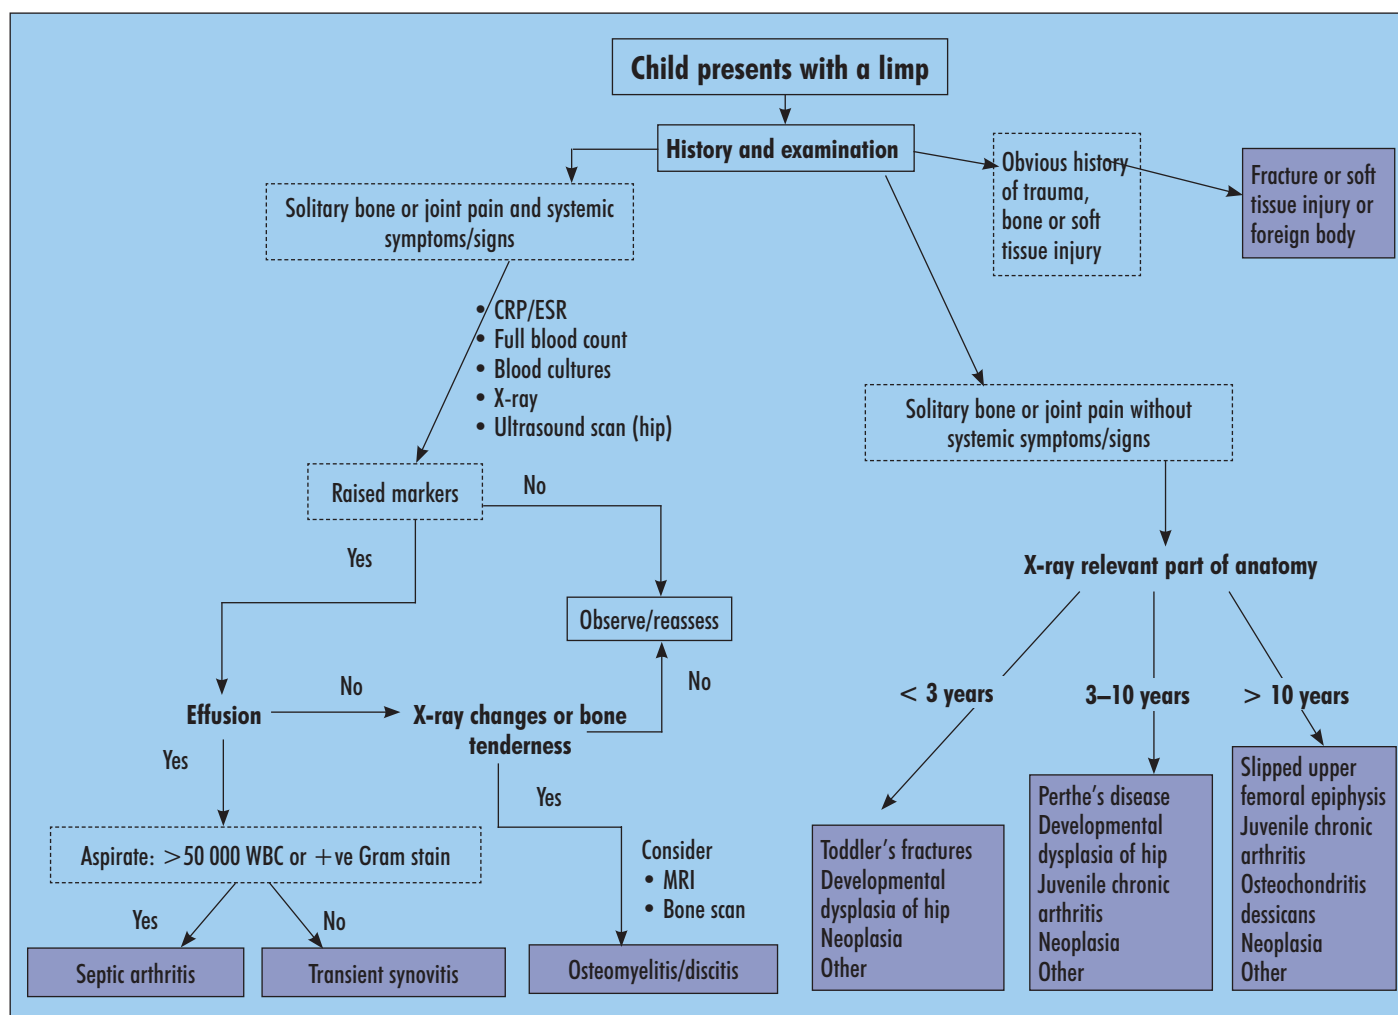 Child presents with a limp
History and examination
Obvious history
of trauma,
bone or soft
tissue injury
Fracture or soft
tissue injury or
foreign body
Solitary bone or joint pain and systemic
symptoms/signs
• CRP/ESR
• Full blood count
• Blood cultures
• X-ray
• Ultrasound scan (hip)
Solitary bone or joint pain without
systemic symptoms/signs
Raised markers
No
Yes
X-ray relevant part of anatomy
Observe/reassess
No
No
< 3 years
3–10 years
> 10 years
Effusion
X-ray changes or bone
tenderness
Yes
Yes
Aspirate: >50 000 WBC or +ve Gram stain
Consider
• MRI
• Bone scan
Yes
No
Septic arthritis
Transient synovitis
Osteomyelitis/discitis
Toddler's fractures
Developmental
dysplasia of hip
Neoplasia
Other
Perthe's disease
Developmental
dysplasia of hip
Juvenile chronic
arthritis
Neoplasia
Other
Slipped upper
femoral epiphysis
Juvenile chronic
arthritis
Osteochondritis
dessicans
Neoplasia
Other